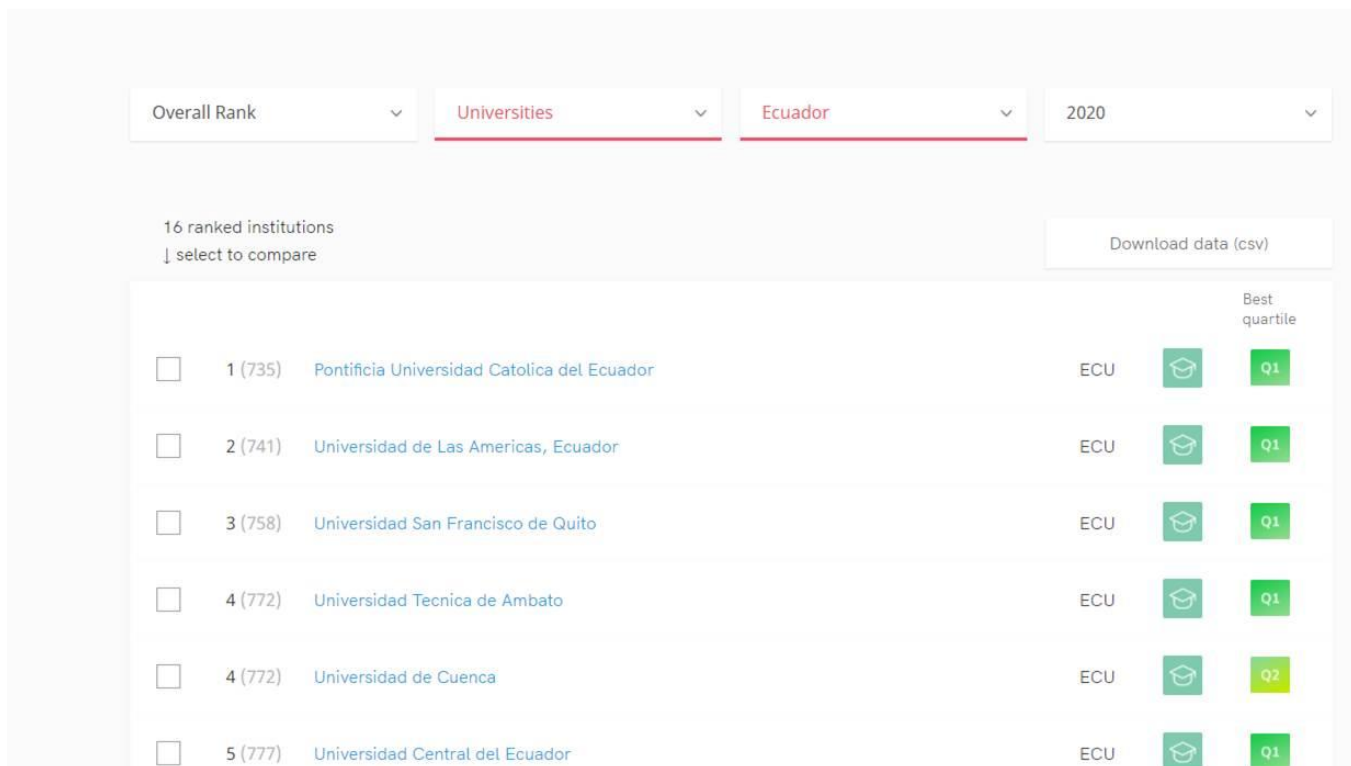 Overall Rank Universities Ecuador 2020
16 ranked institutions
↓ select to compare
Download data (csv)
Best
quartile
1 (735) Pontificia Universidad Catolica del Ecuador ECU Q1
2 (741) Universidad de Las Americas, Ecuador ECU Q1
3 (758) Universidad San Francisco de Quito ECU Q1
4 (772) Universidad Tecnica de Ambato ECU Q1
4 (772) Universidad de Cuenca ECU Q2
5 (777) Universidad Central del Ecuador ECU Q1